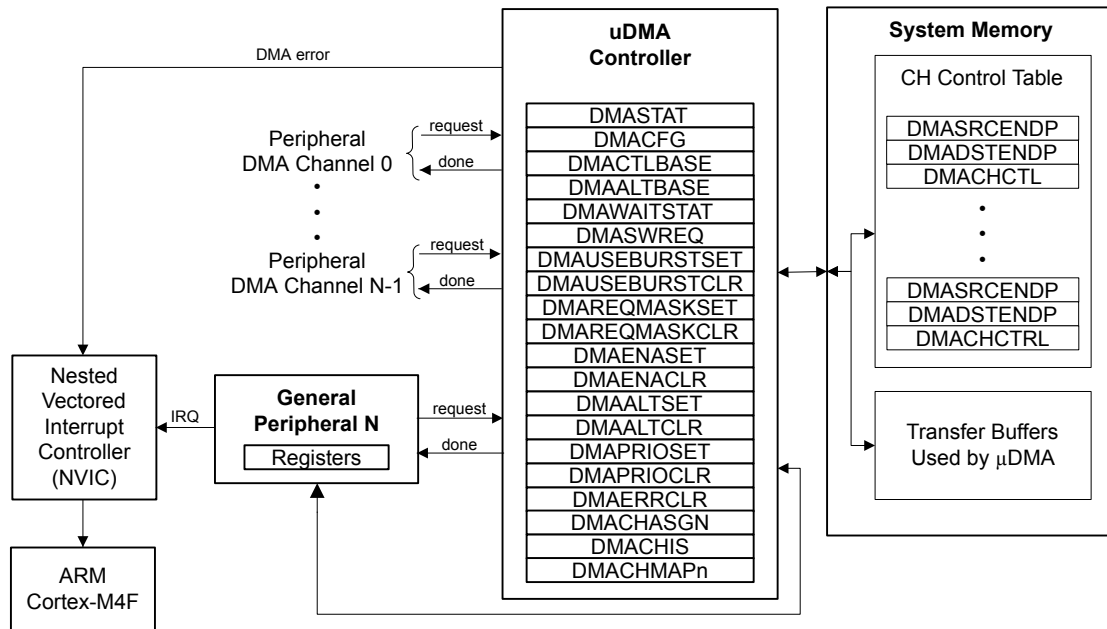 uDMA
Controller
DMASTAT
DMACFG
DMACTLBASE
DMAALTBASE
DMAWAITSTAT
DMASWREQ
DMAUSEBURSTSET
DMAUSEBURSTCLR
DMAREQMASKSET
DMAREQMASKCLR
DMAENASET
DMAENACLR
DMAALTSET
DMAALTCLR
DMAPRIOSET
DMAPRIOCLR
DMAERRCLR
DMACHASGN
DMACHIS
DMACHMAPn
System Memory
CH Control Table
DMASRCENDP
DMADSTENDP
DMACHCTL
•
•
•
DMASRCENDP
DMADSTENDP
DMACHCTRL
Transfer Buffers
Used by μDMA
DMA error
Peripheral
DMA Channel 0
request
done
•
•
•
Peripheral
DMA Channel N-1
request
done
General
Peripheral N
Registers
request
done
IRQ
Nested
Vectored
Interrupt
Controller
(NVIC)
ARM
Cortex-M4F